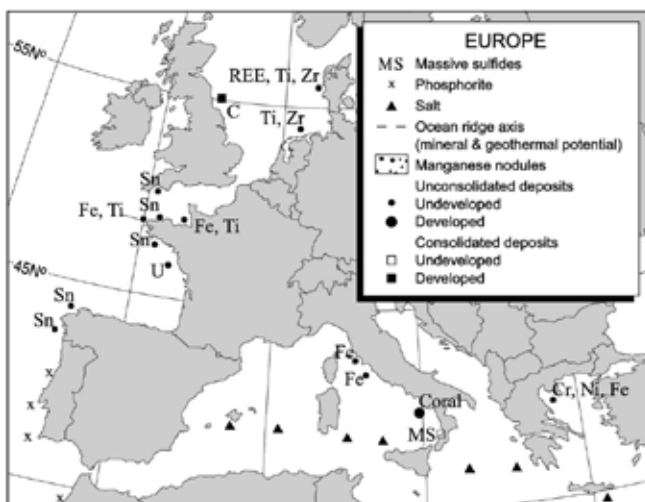 55Nº
45Nº
REE, Ti, Zr
C
Ti, Zr
Sn
Sn
Fe, Ti
Fe, Ti
Sn
U
Sn
Sn
Fe
Fe
Coral
MS
Cr, Ni, Fe
x
x
x
x
EUROPE
MS Massive sulfides
x Phosphorite
Salt
Ocean ridge axis
(mineral & geothermal potential)
Manganese nodules
Unconsolidated deposits
Undeveloped
Developed
Consolidated deposits
Undeveloped
Developed